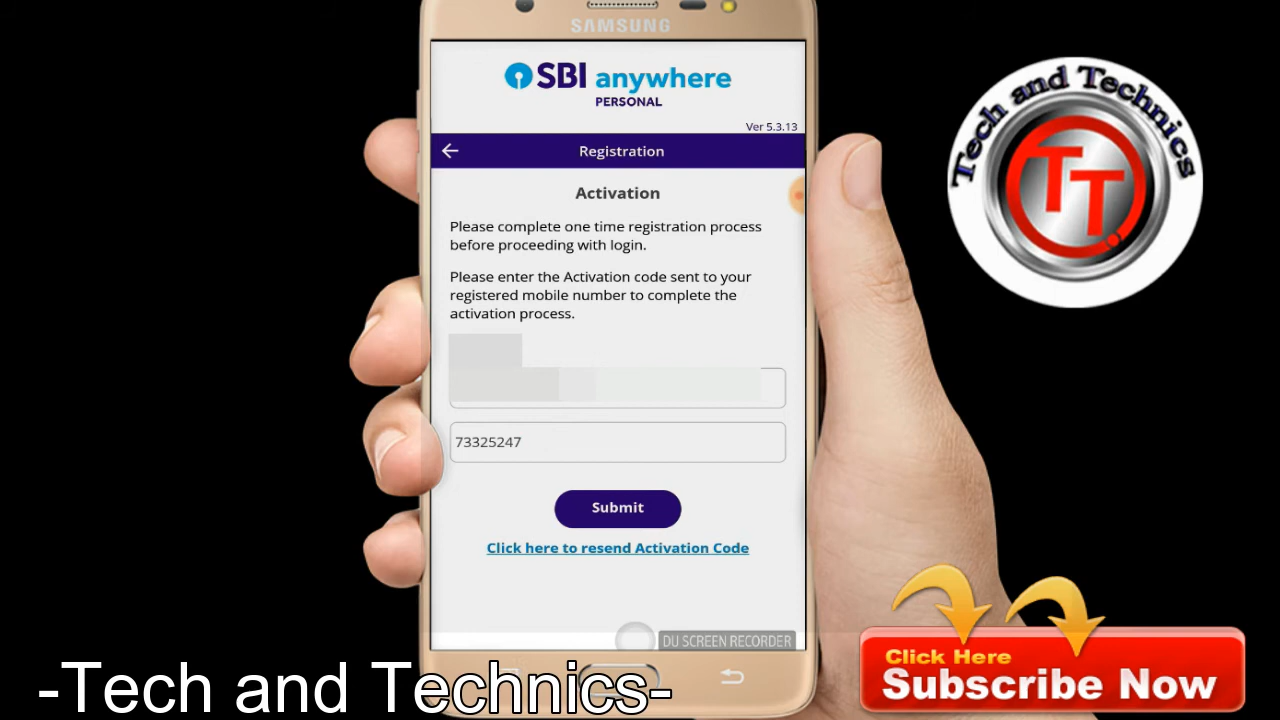 SAMSUNG
SBI anywhere
PERSONAL
Ver 5.3.13
Registration
Activation
Please complete one time registration process
before proceeding with login.
Please enter the Activation code sent to your
registered mobile number to complete the
activation process.
73325247
Submit
Click here to resend Activation Code
DU SCREEN RECORDER
Tech and Technics
TT
Click Here
Subscribe Now
-Tech and Technics-